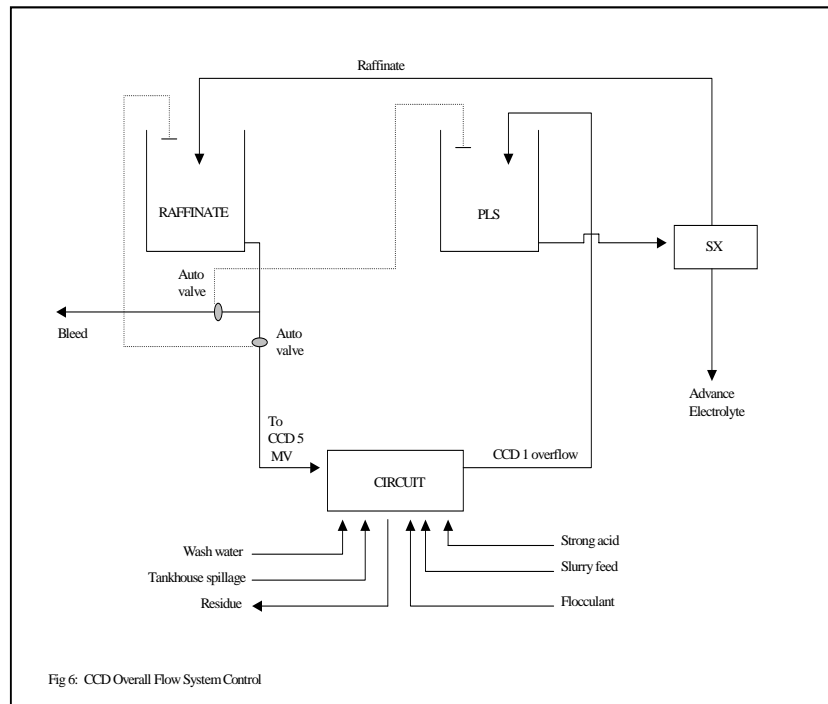 Raffinate
RAFFINATE
PLS
SX
Auto
valve
Bleed
Auto
valve
Advance
Electrolyte
To
CCD 5
MV
CCD 1 overflow
CIRCUIT
Wash water
Strong acid
Tankhouse spillage
Slurry feed
Residue
Flocculant
Fig 6: CCD Overall Flow System Control